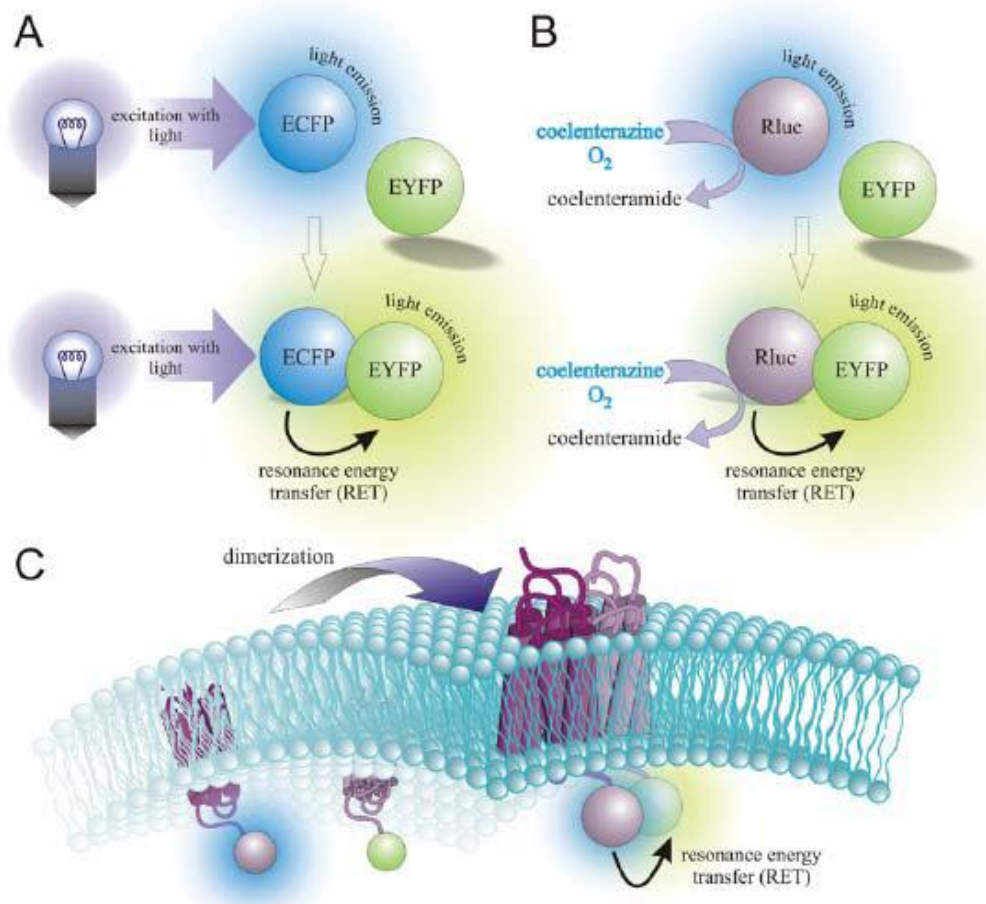 A
light emission
excitation with
light
ECFP
EYFP
light emission
excitation with
light
ECFP
EYFP
resonance energy
transfer (RET)
B
light emission
coelenterazine
O₂
Rluc
coelenteramide
EYFP
light emission
coelenterazine
O₂
Rluc
EYFP
coelenteramide
resonance energy
transfer (RET)
C
dimerization
resonance energy
transfer (RET)